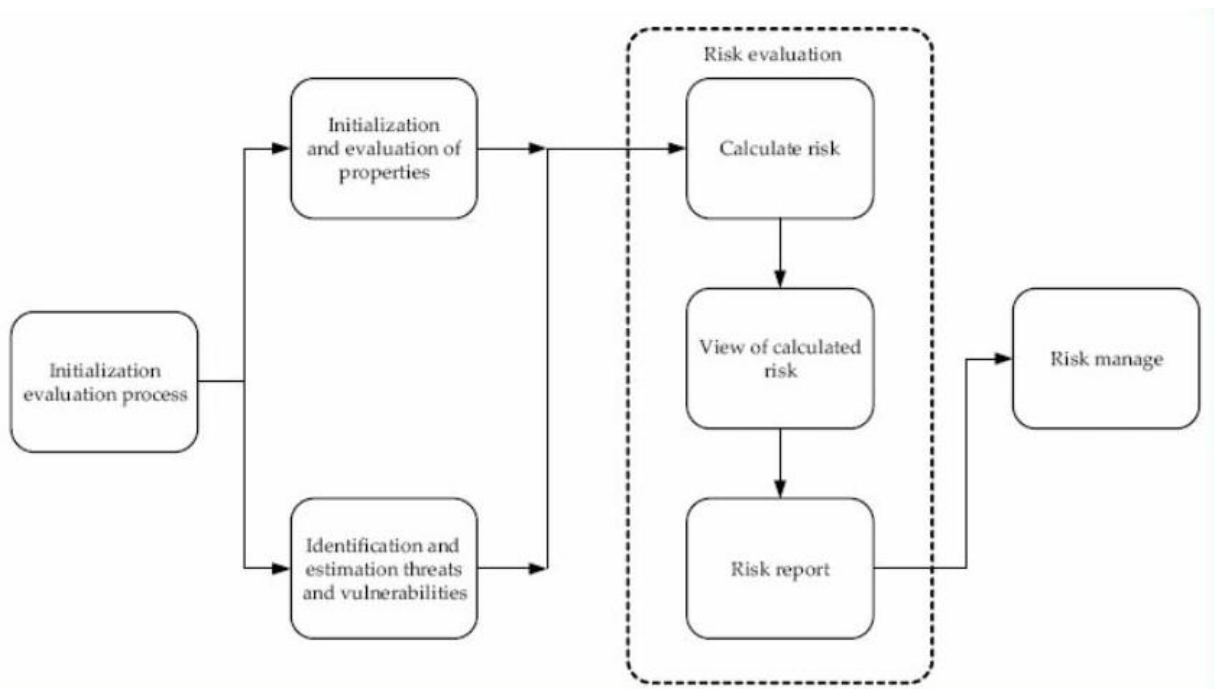 Risk evaluation
Initialization
and evaluation of
properties
Calculate risk
Initialization
evaluation process
View of calculated
risk
Risk manage
Identification and
estimation threats
and vulnerabilities
Risk report